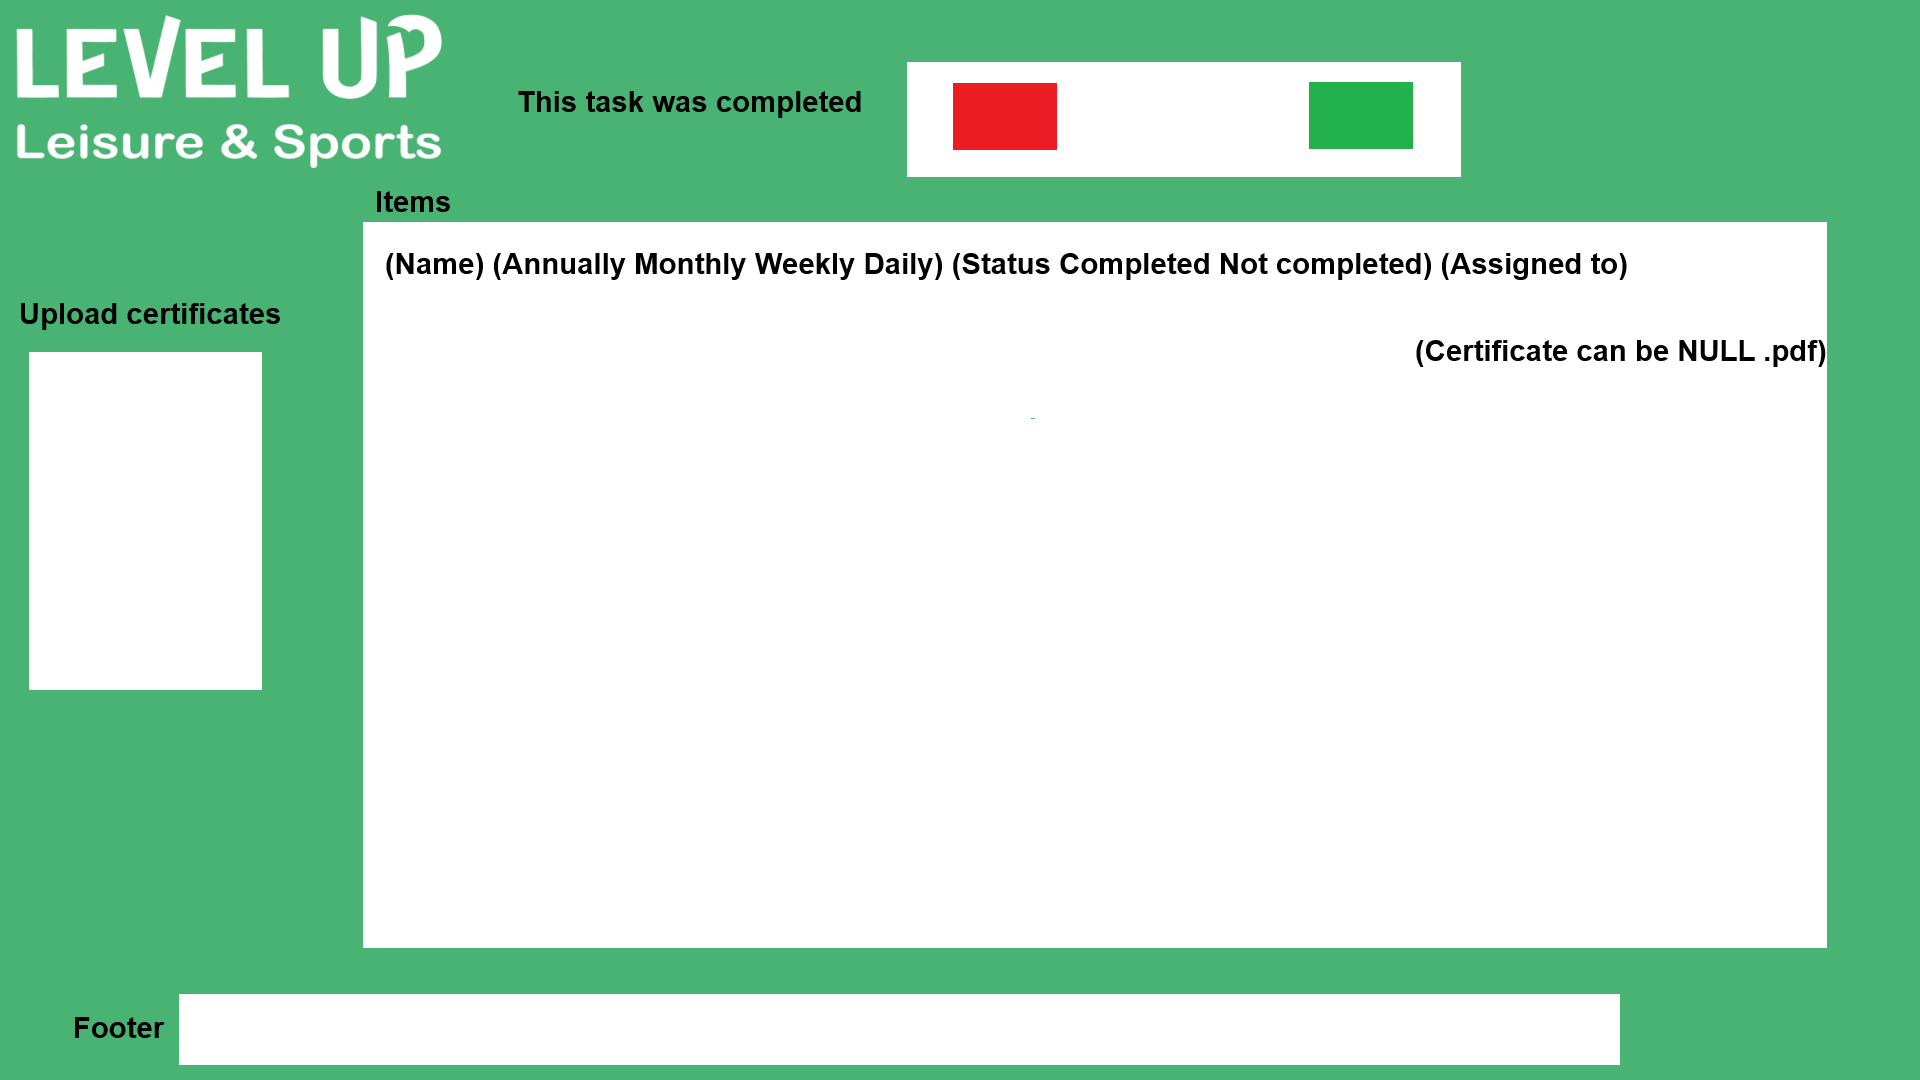 LEVEL UP
Leisure & Sports
This task was completed
Items
(Name) (Annually Monthly Weekly Daily) (Status Completed Not completed) (Assigned to)
Upload certificates
(Certificate can be NULL .pdf)
Footer